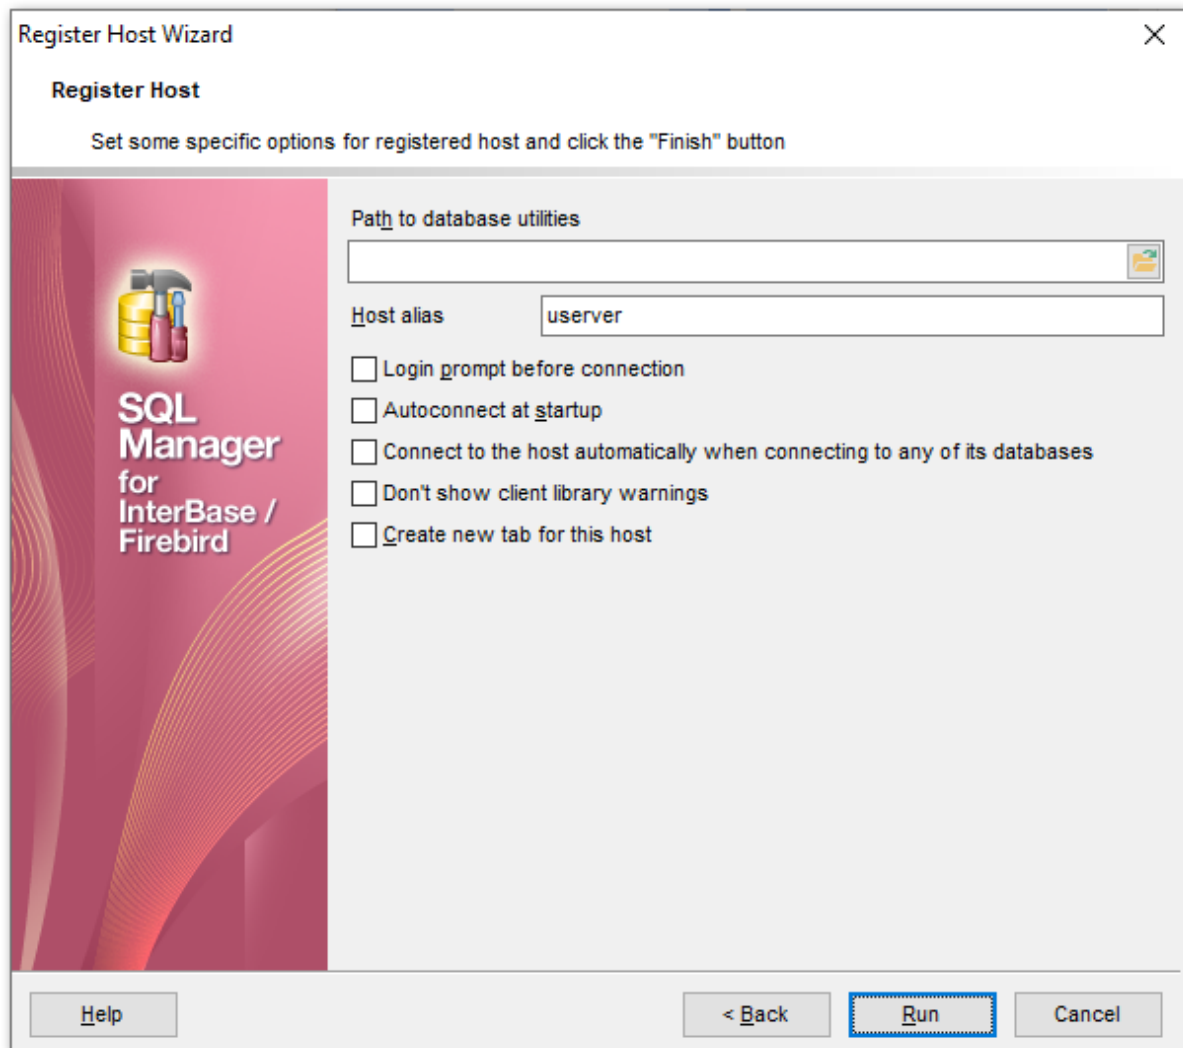 Register Host Wizard
Register Host
Set some specific options for registered host and click the "Finish" button
Path to database utilities
Host alias
userver
Login prompt before connection
Autoconnect at startup
Connect to the host automatically when connecting to any of its databases
Don't show client library warnings
Create new tab for this host
SQL
Manager
for
InterBase /
Firebird
Help
< Back
Run
Cancel